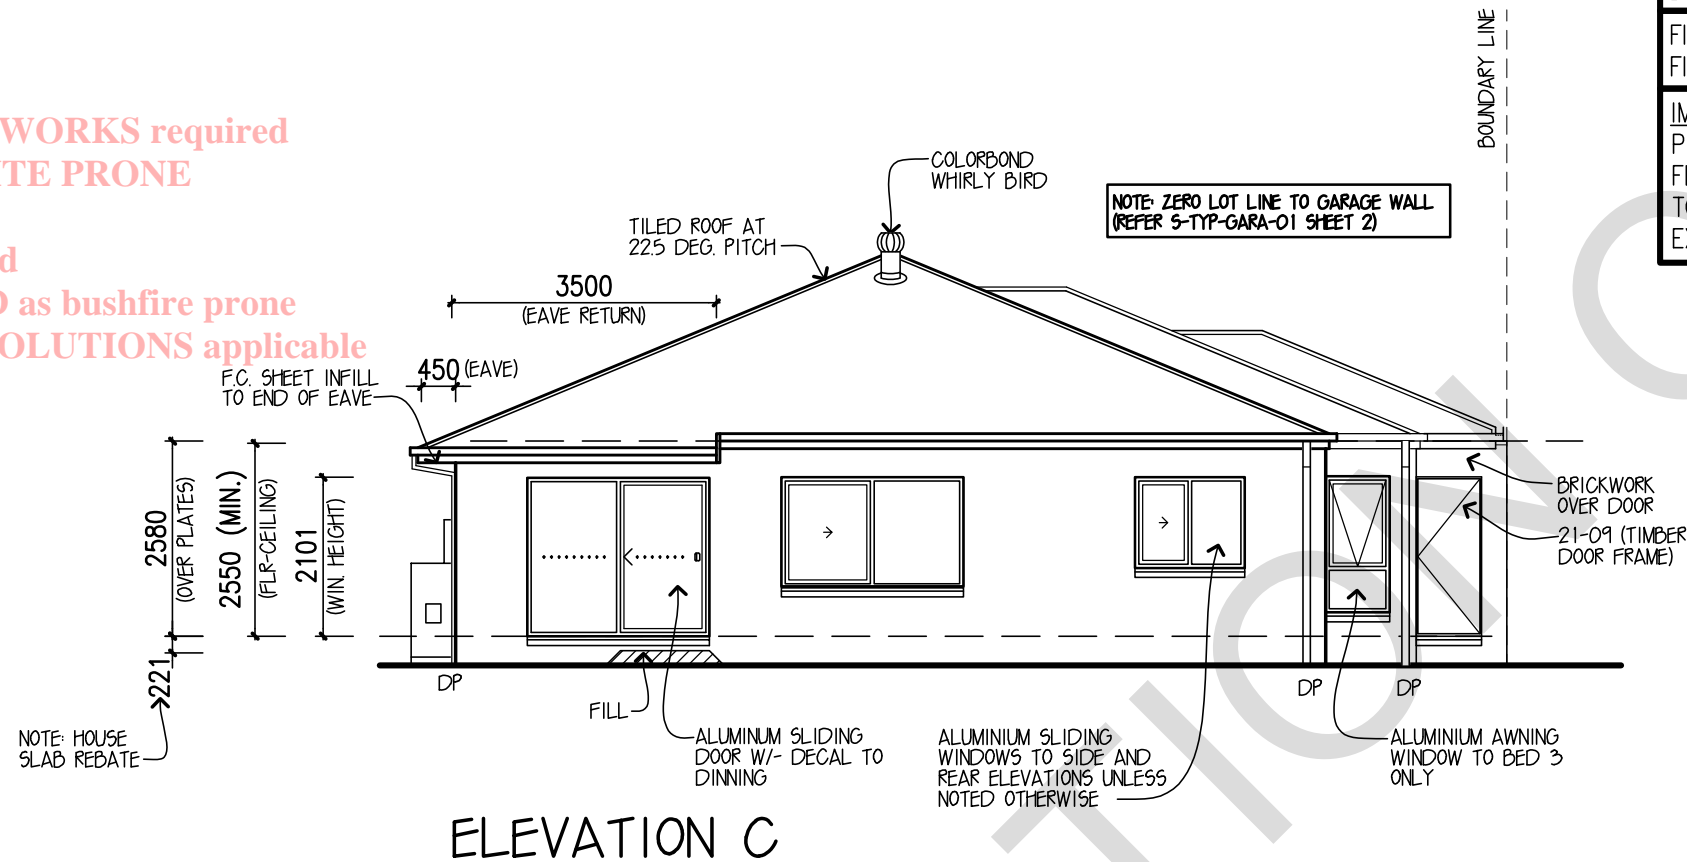 WORKS required
ITE PRONE
d
D as bushfire prone
OLUTIONS applicable
BOUNDARY LINE
FI
FI
P
TO
COLORBOND
WHIRLY BIRD
NOTE: ZERO LOT LINE TO GARAGE WALL
(REFER S-TYP-GARA-01 SHEET 2)
TILED ROOF AT
22.5 DEG. PITCH
3500
(EAVE RETURN)
450 (EAVE)
F.C. SHEET INFILL
TO END OF EAVE
2580
(OVER PLATES)
2550 (MIN.)
(FLR-CEILING)
2101
(WIN. HEIGHT)
221
NOTE: HOUSE
SLAB REBATE
BRICKWORK
OVER DOOR
21-09 (TIMBER
DOOR FRAME)
DP
DP
DP
FILL
ALUMINUM SLIDING
DOOR W/- DECAL TO
DINNING
ALUMINIUM SLIDING
WINDOWS TO SIDE AND
REAR ELEVATIONS UNLESS
NOTED OTHERWISE
ALUMINIUM AWNING
WINDOW TO BED 3
ONLY
ELEVATION C
TION C